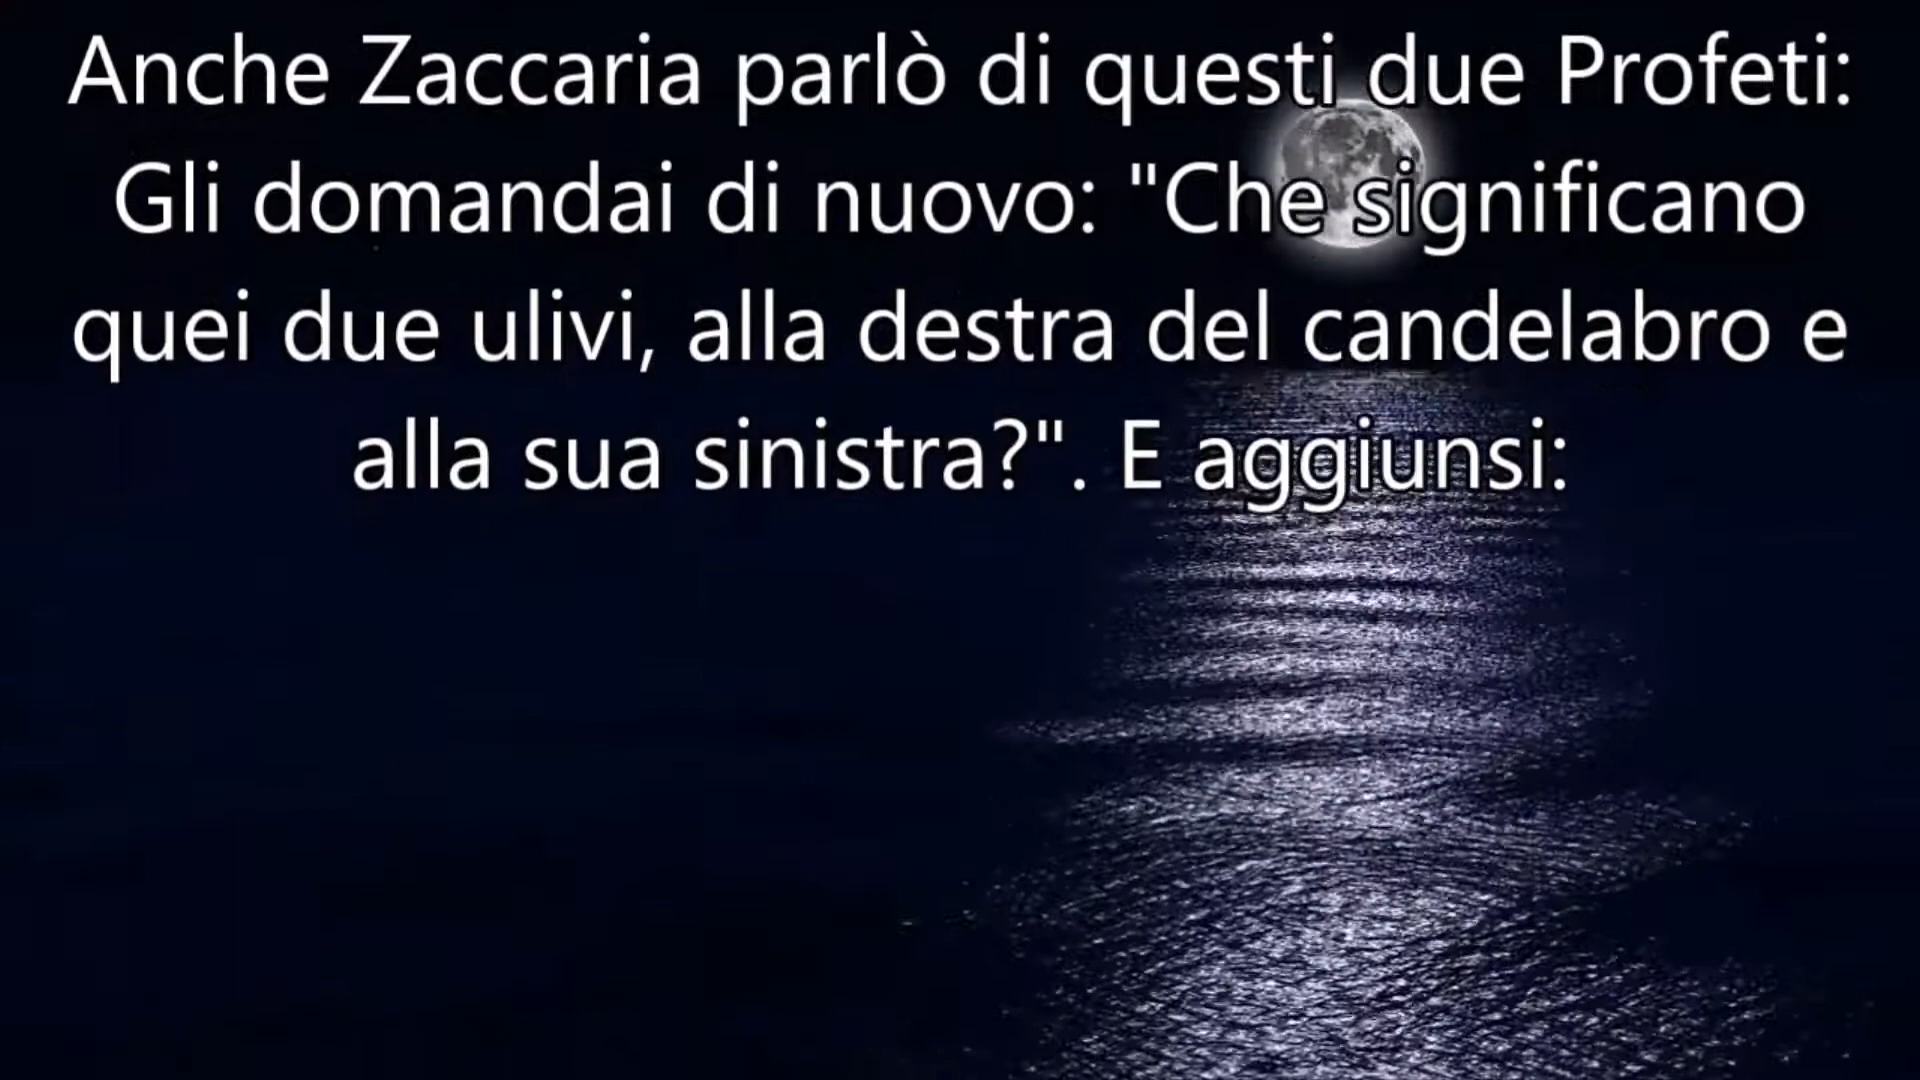 Anche Zaccaria parlò di questi due Profeti:
Gli domandai di nuovo: "Che significano
quei due ulivi, alla destra del candelabro e
alla sua sinistra?". E aggiunsi: